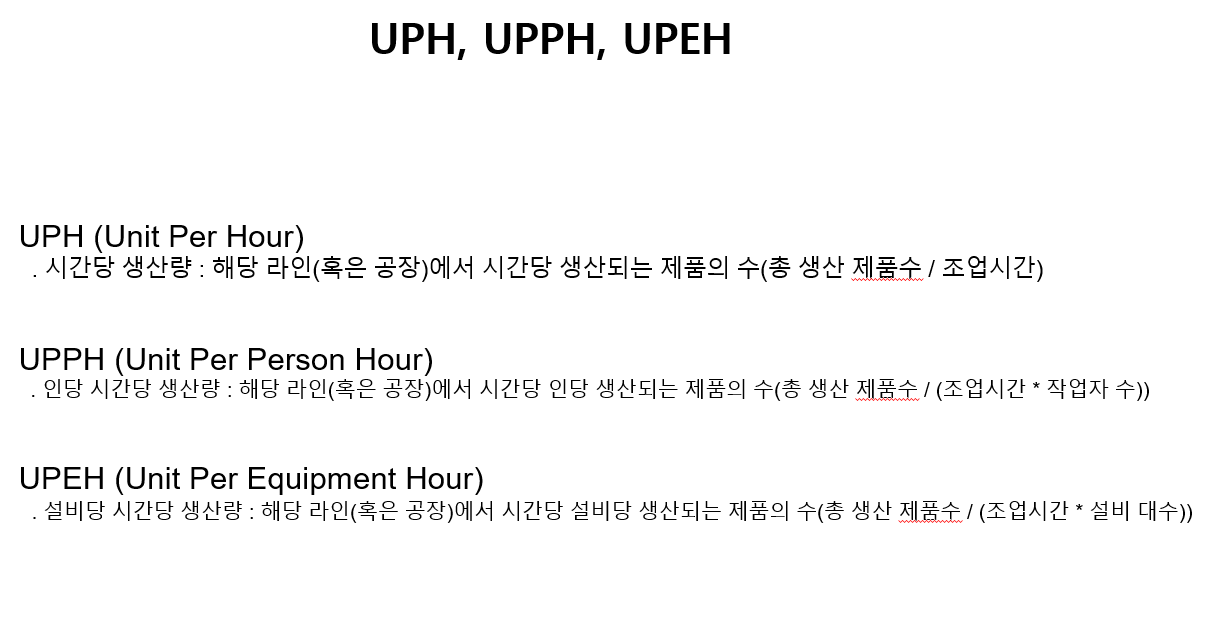 UPH, UPPH, UPEH
UPH (Unit Per Hour)
. 시간당 생산량 : 해당 라인(혹은 공장)에서 시간당 생산되는 제품의 수(총 생산 제품수 / 조업시간)
UPPH (Unit Per Person Hour)
. 인당 시간당 생산량 : 해당 라인(혹은 공장)에서 시간당 인당 생산되는 제품의 수(총 생산 제품수 / (조업시간 * 작업자 수))
UPEH (Unit Per Equipment Hour)
. 설비당 시간당 생산량 : 해당 라인(혹은 공장)에서 시간당 설비당 생산되는 제품의 수(총 생산 제품수 / (조업시간 * 설비 대수))